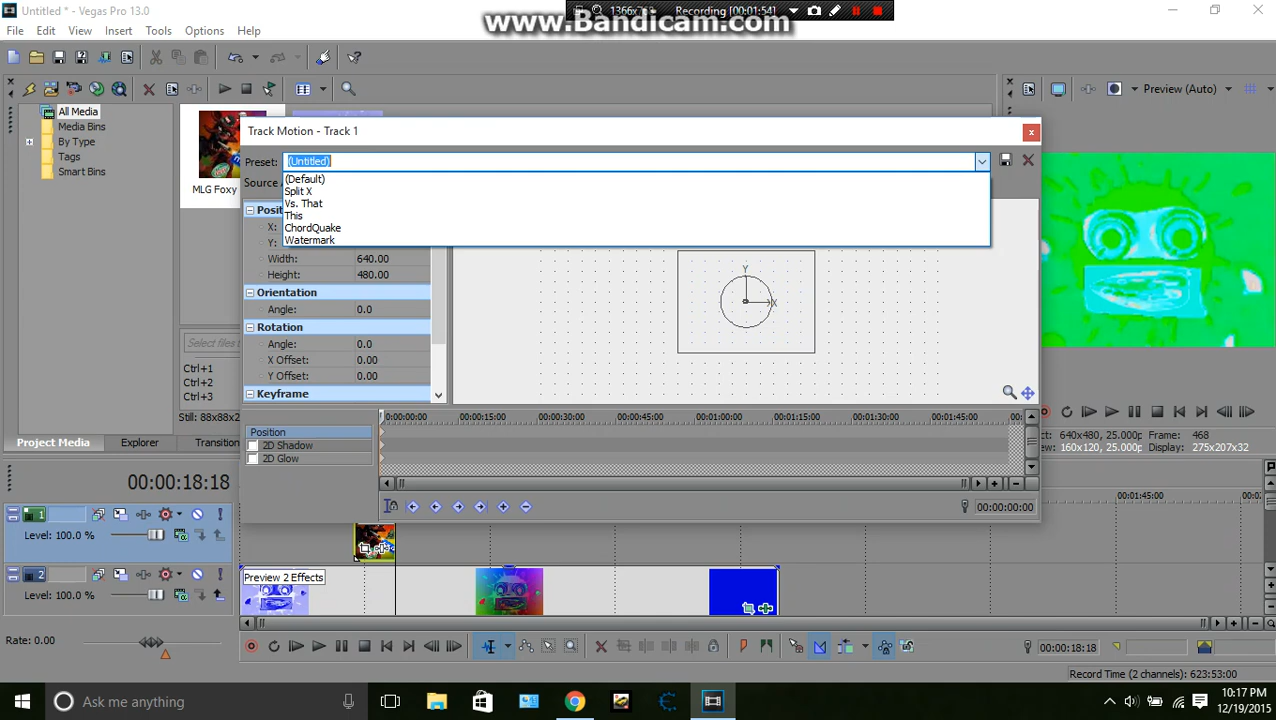 Untitled * - Vegas Pro 13.0
1366x7
Recording [00:01:54]
www.Bandicam.com
File Edit View Insert Tools Options Help
All Media
Media Bins
By Type
Tags
Smart Bins
MLG Foxy
Preview (Auto)
Track Motion - Track 1
Preset: (Untitled)
(Default)
Split X
Vs. That
This
ChordQuake
Watermark
Source
Posit
X:
Y:
Width: 640.00
Height: 480.00
Orientation
Angle: 0.0
Rotation
Angle: 0.0
X Offset: 0.00
Y Offset: 0.00
Keyframe
Y
X
Select files t
Ctrl+1
Ctrl+2
Ctrl+3
Still: 88x88x2
0:00:00:00 00:00:15:00 00:00:30:00 00:00:45:00 00:01:00:00 00:01:15:00 00:01:30:00 00:01:45:00 00:
Position
2D Shadow
2D Glow
00:00:00:00
Project Media Explorer Transition
ct: 640x480, 25.000p Frame: 468
iew: 160x120, 25.000p Display: 275x207x32
00:00:18:18
00:01:45:00 00:0
1
Level: 100.0 %
2
Level: 100.0 %
Preview 2 Effects
Rate: 0.00
00:00:18:18
Record Time (2 channels): 623:53:00
Ask me anything
10:17 PM
12/19/2015